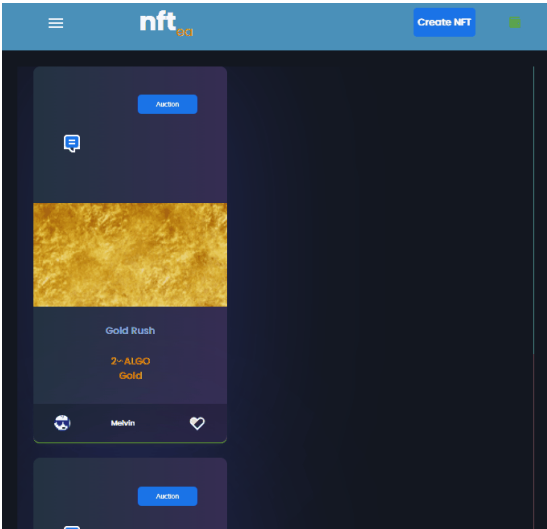 nft
Create NFT
Auction
Gold Rush
2~ALGO
Gold
Melvin
Auction